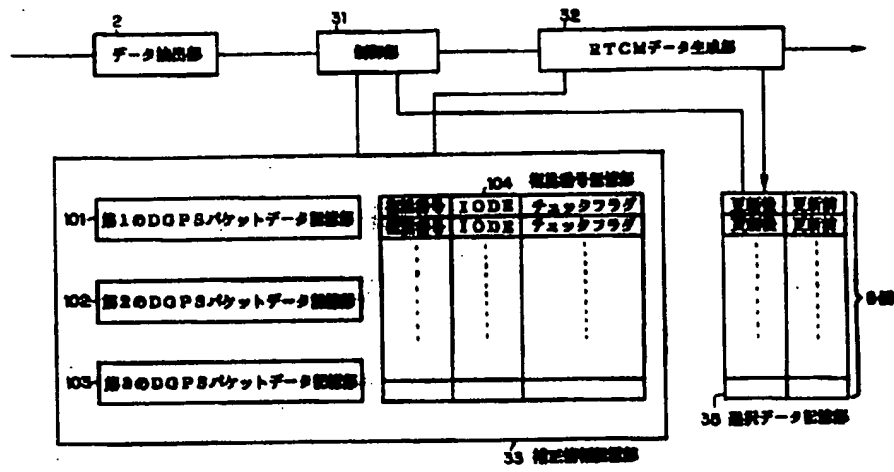 2
31
32
データ抽出部
制御部
RTCMデータ生成部
104 衛星番号記憶部
101
第1のDGPSパケットデータ記憶部
衛星番号 IODE チェックフラグ
衛星番号 IODE チェックフラグ
更新後 更新前
更新後 更新前
102
第2のDGPSパケットデータ記憶部
103
第3のDGPSパケットデータ記憶部
35 選択データ記憶部
33 補正情報記憶部